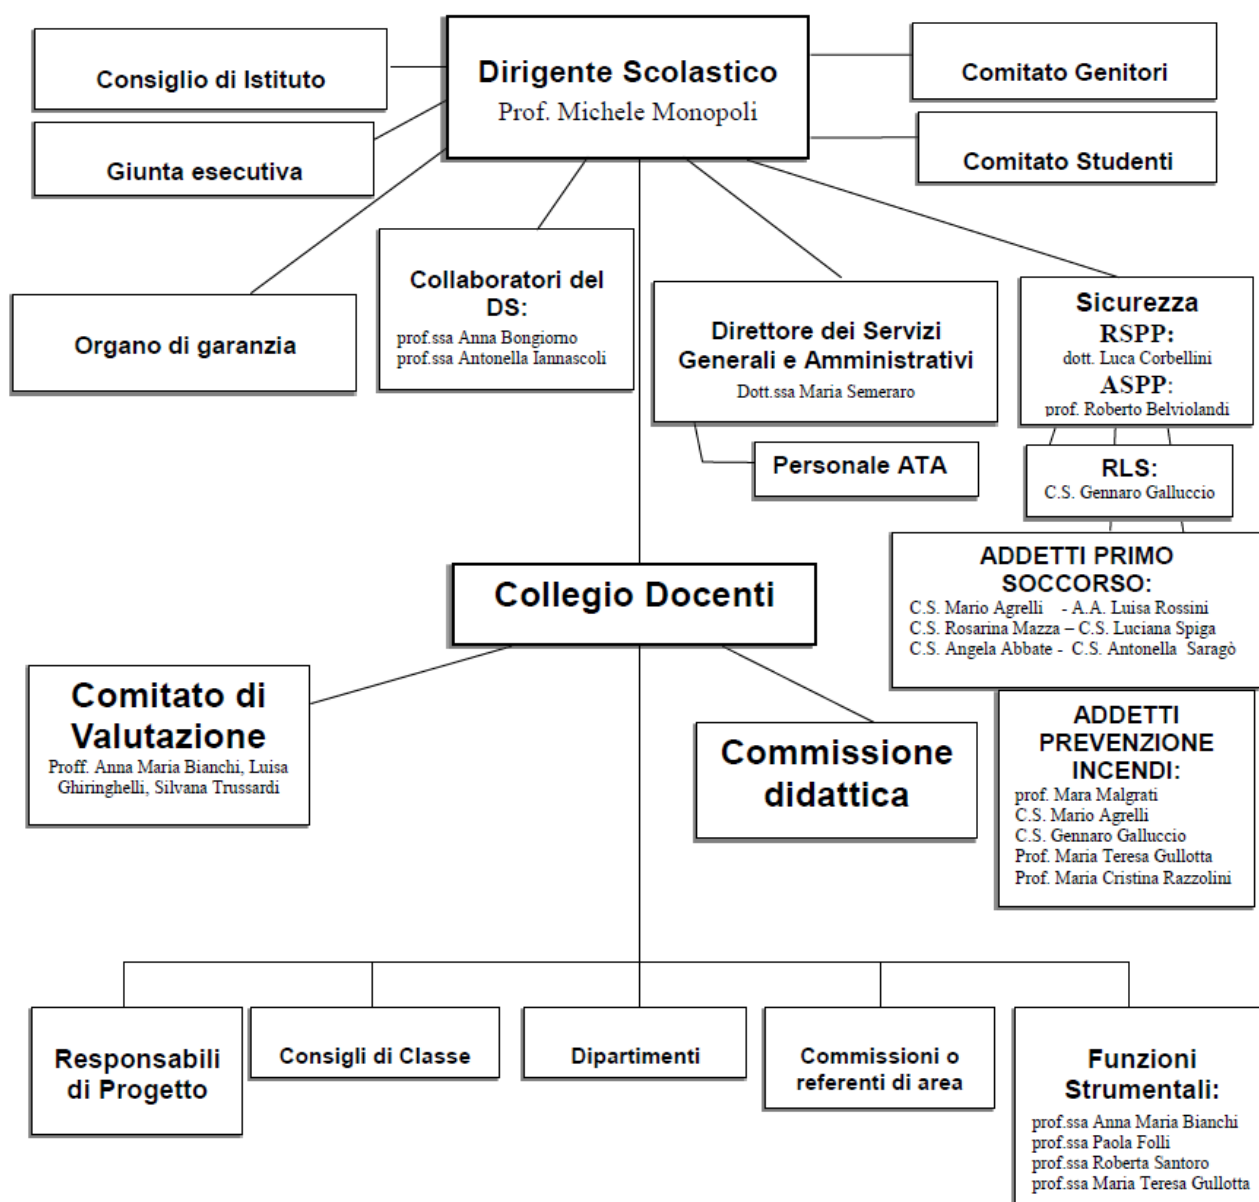 Consiglio di Istituto
Dirigente Scolastico
Prof. Michele Monopoli
Comitato Genitori
Giunta esecutiva
Comitato Studenti
Organo di garanzia
Collaboratori del
DS:
prof.ssa Anna Bongiorno
prof.ssa Antonella Iannascoli
Direttore dei Servizi
Generali e Amministrativi
Dott.ssa Maria Semeraro
Personale ATA
Sicurezza
RSPP:
dott. Luca Corbellini
ASPP:
prof. Roberto Belviolandi
RLS:
C.S. Gennaro Galluccio
ADDETTI PRIMO
SOCCORSO:
C.S. Mario Agrelli - A.A. Luisa Rossini
C.S. Rosarina Mazza – C.S. Luciana Spiga
C.S. Angela Abbate - C.S. Antonella Saragò
ADDETTI
PREVENZIONE
INCENDI:
prof. Mara Malgrati
C.S. Mario Agrelli
C.S. Gennaro Galluccio
Prof. Maria Teresa Gullotta
Prof. Maria Cristina Razzolini
Collegio Docenti
Comitato di
Valutazione
Proff. Anna Maria Bianchi, Luisa
Ghiringhelli, Silvana Trussardi
Commissione
didattica
Responsabili
di Progetto
Consigli di Classe
Dipartimenti
Commissioni o
referenti di area
Funzioni
Strumentali:
prof.ssa Anna Maria Bianchi
prof.ssa Paola Folli
prof.ssa Roberta Santoro
prof.ssa Maria Teresa Gullotta